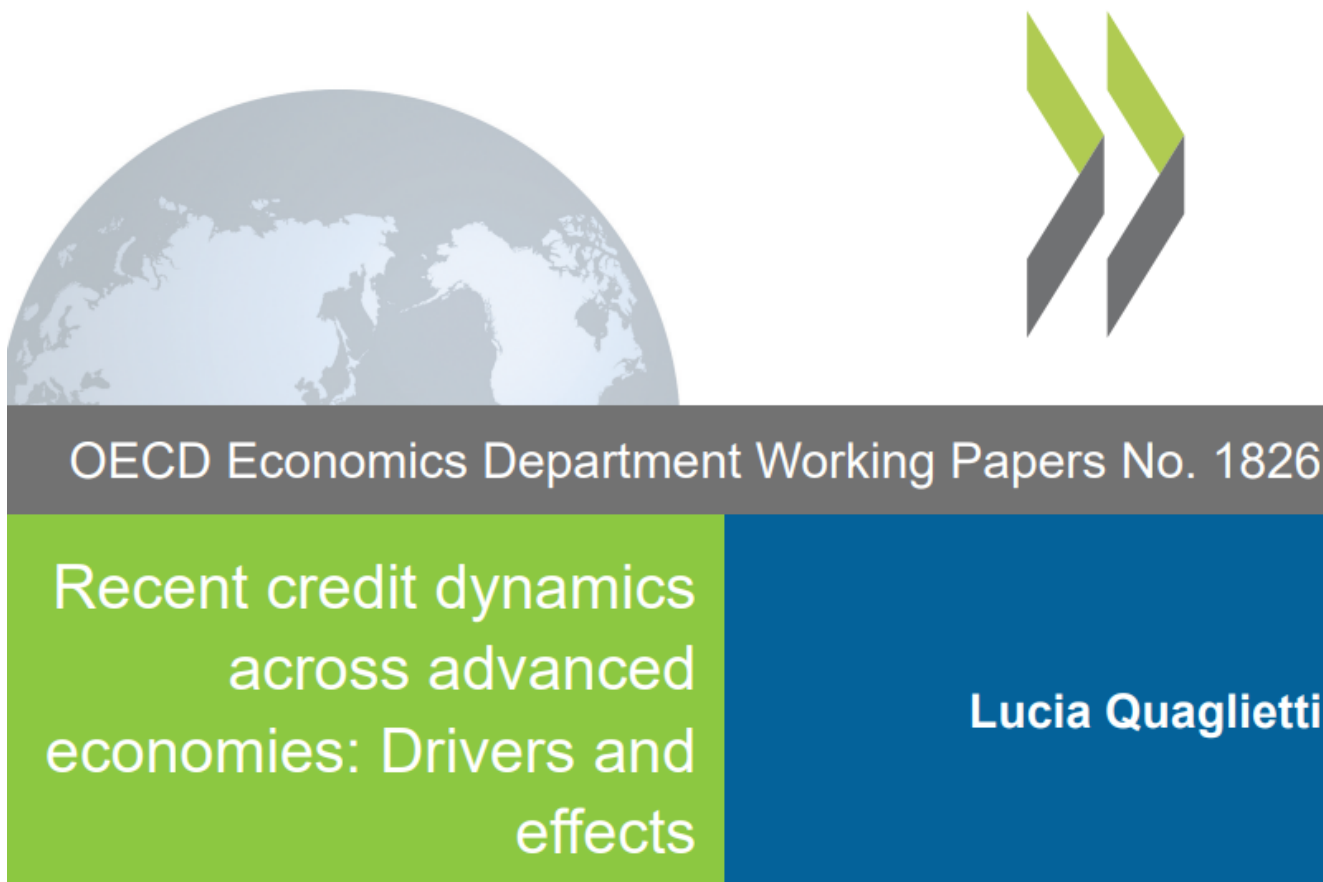 OECD Economics Department Working Papers No. 1826
Recent credit dynamics
across advanced
economies: Drivers and
effects
Lucia Quaglietti